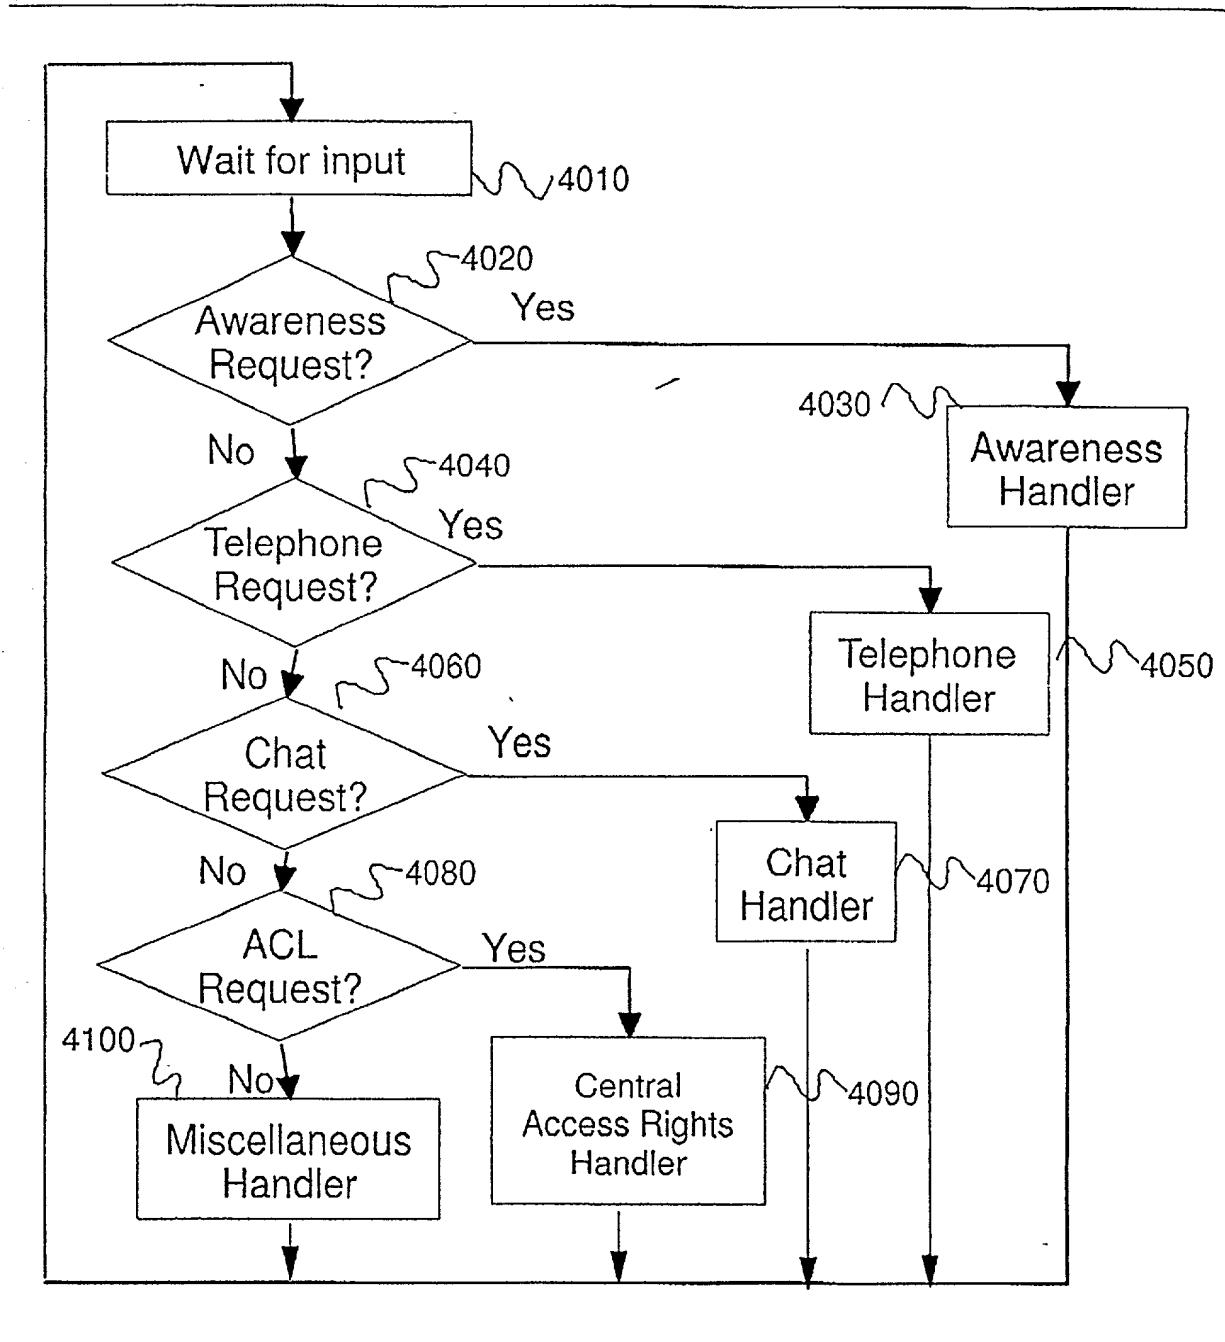 Wait for input
4010
4020
Awareness
Request?
Yes
4030
Awareness
Handler
No
4040
Telephone
Request?
Yes
Telephone
Handler
4050
No
4060
Chat
Request?
Yes
Chat
Handler
4070
No
4080
ACL
Request?
Yes
Central
Access Rights
Handler
4090
4100
No
Miscellaneous
Handler